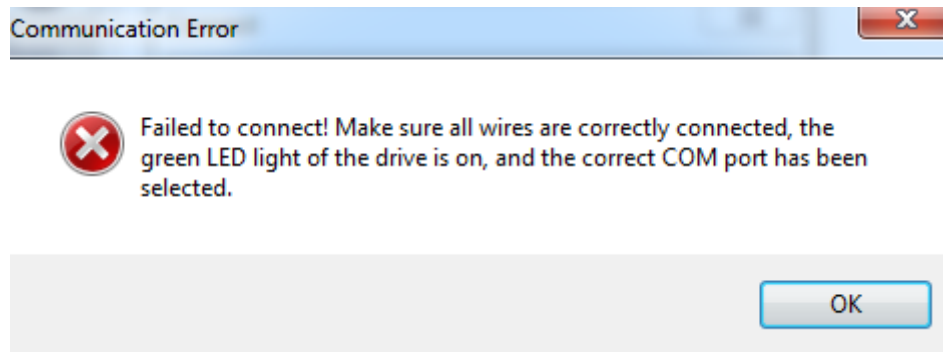 Communication Error
Failed to connect! Make sure all wires are correctly connected, the
green LED light of the drive is on, and the correct COM port has been
selected.
OK